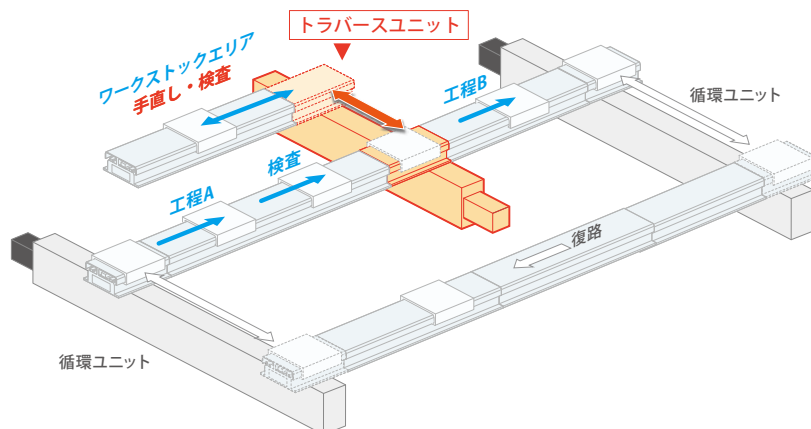 トラバースユニット
ワークストックエリア
手直し・検査
工程B
循環ユニット
検査
工程A
復路
循環ユニット